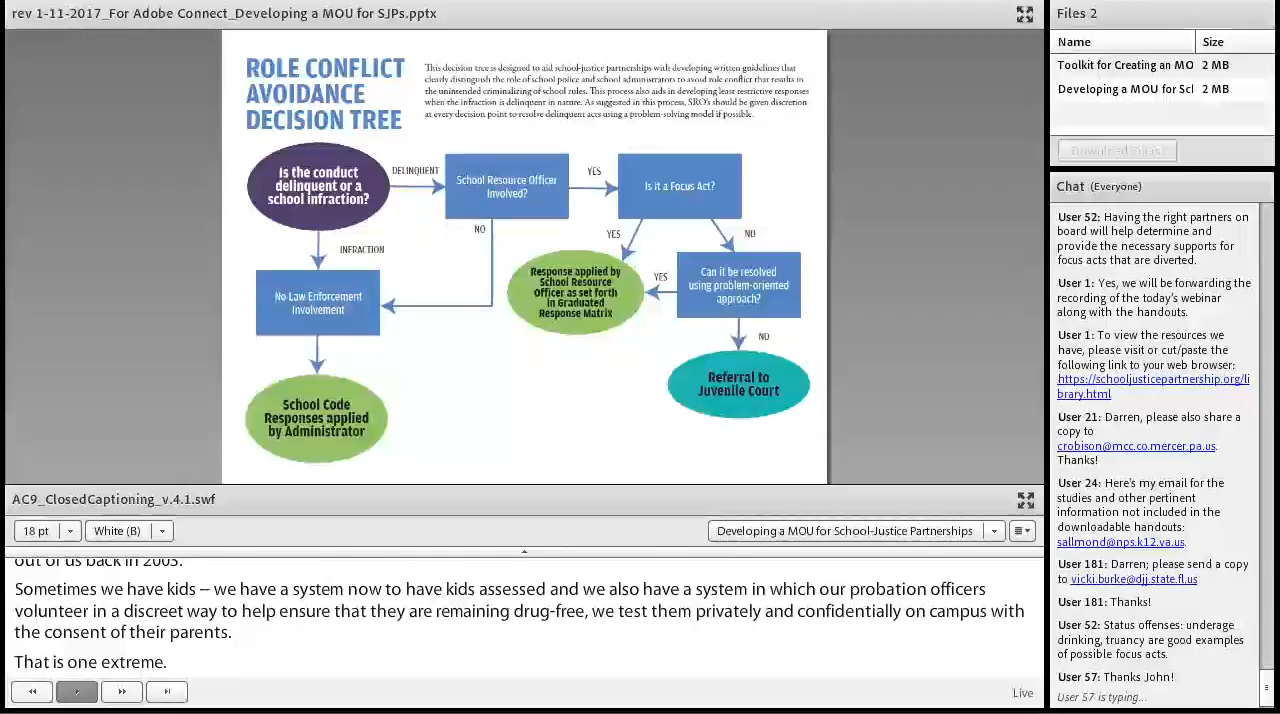 rev 1-11-2017_For Adobe Connect_Developing a MOU for SJPs.pptx
ROLE CONFLICT
AVOIDANCE
DECISION TREE
This decision tree is designed to aid school-justice partnerships with developing written guidelines that
clearly distinguish the role of school police and school administrators to avoid role conflict that results in
the unintended criminalizing of school rules. This process also aids in developing least restrictive responses
when the infraction is delinquent in nature. As suggested in this process, SRO's should be given discretion
at every decision point to resolve delinquent acts using a problem-solving model if possible.
Is the conduct
delinquent or a
school infraction?
DELINQUENT
School Resource Officer
Involved?
YES
Is it a Focus Act?
INFRACTION
NO
YES
NO
No Law Enforcement
Involvement
Response applied by
School Resource
Officer as set forth
in Graduated
Response Matrix
YES
Can it be resolved
using problem-oriented
approach?
NO
School Code
Responses applied
by Administrator
Referral to
Juvenile Court
AC9_ClosedCaptioning_v.4.1.swf
18 pt
White (B)
Developing a MOU for School-Justice Partnerships
out of us back in 2003.
Sometimes we have kids -- we have a system now to have kids assessed and we also have a system in which our probation officers
volunteer in a discreet way to help ensure that they are remaining drug-free, we test them privately and confidentially on campus with
the consent of their parents.
That is one extreme.
Live
Files 2
Name Size
Toolkit for Creating an MO 2 MB
Developing a MOU for Scl 2 MB
Download File(s)
Chat (Everyone)
User 52: Having the right partners on
board will help determine and
provide the necessary supports for
focus acts that are diverted.
User 1: Yes, we will be forwarding the
recording of the today's webinar
along with the handouts.
User 1: To view the resources we
have, please visit or cut/paste the
following link to your web browser:
https://schooljusticepartnership.org/li
brary.html
User 21: Darren, please also share a
copy to
crobison@mcc.co.mercer.pa.us.
Thanks!
User 24: Here's my email for the
studies and other pertinent
information not included in the
downloadable handouts:
sallmond@nps.k12.va.us.
User 181: Darren; please send a copy
to vicki.burke@djj.state.fl.us
User 181: Thanks!
User 52: Status offenses: underage
drinking, truancy are good examples
of possible focus acts.
User 57: Thanks John!
User 57 is typing...